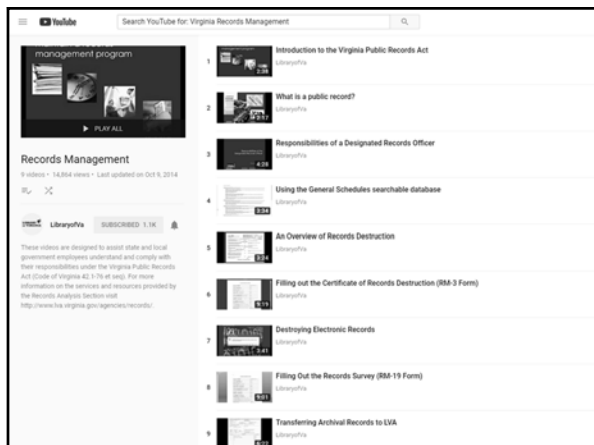 YouTube
Search YouTube for: Virginia Records Management
management program
PLAY ALL
Records Management
9 videos • 14,864 views • Last updated on Oct 9, 2014
LibraryofVa
SUBSCRIBED 1.1K
These videos are designed to assist state and local
government employees understand and comply with
their responsibilities under the Virginia Public Records
Act (Code of Virginia 42.1-76 et seq). For more
information on the services and resources provided by
the Records Analysis Section visit
http://www.lva.virginia.gov/agencies/records/.
1
2:38
Introduction to the Virginia Public Records Act
LibraryofVa
2
3:17
What is a public record?
LibraryofVa
3
4:28
Responsibilities of a Designated Records Officer
LibraryofVa
4
3:34
Using the General Schedules searchable database
LibraryofVa
5
3:24
An Overview of Records Destruction
LibraryofVa
6
9:19
Filling out the Certificate of Records Destruction (RM-3 Form)
LibraryofVa
7
3:41
Destroying Electronic Records
LibraryofVa
8
9:01
Filling Out the Records Survey (RM-19 Form)
LibraryofVa
9
Transferring Archival Records to LVA
LibraryofVa